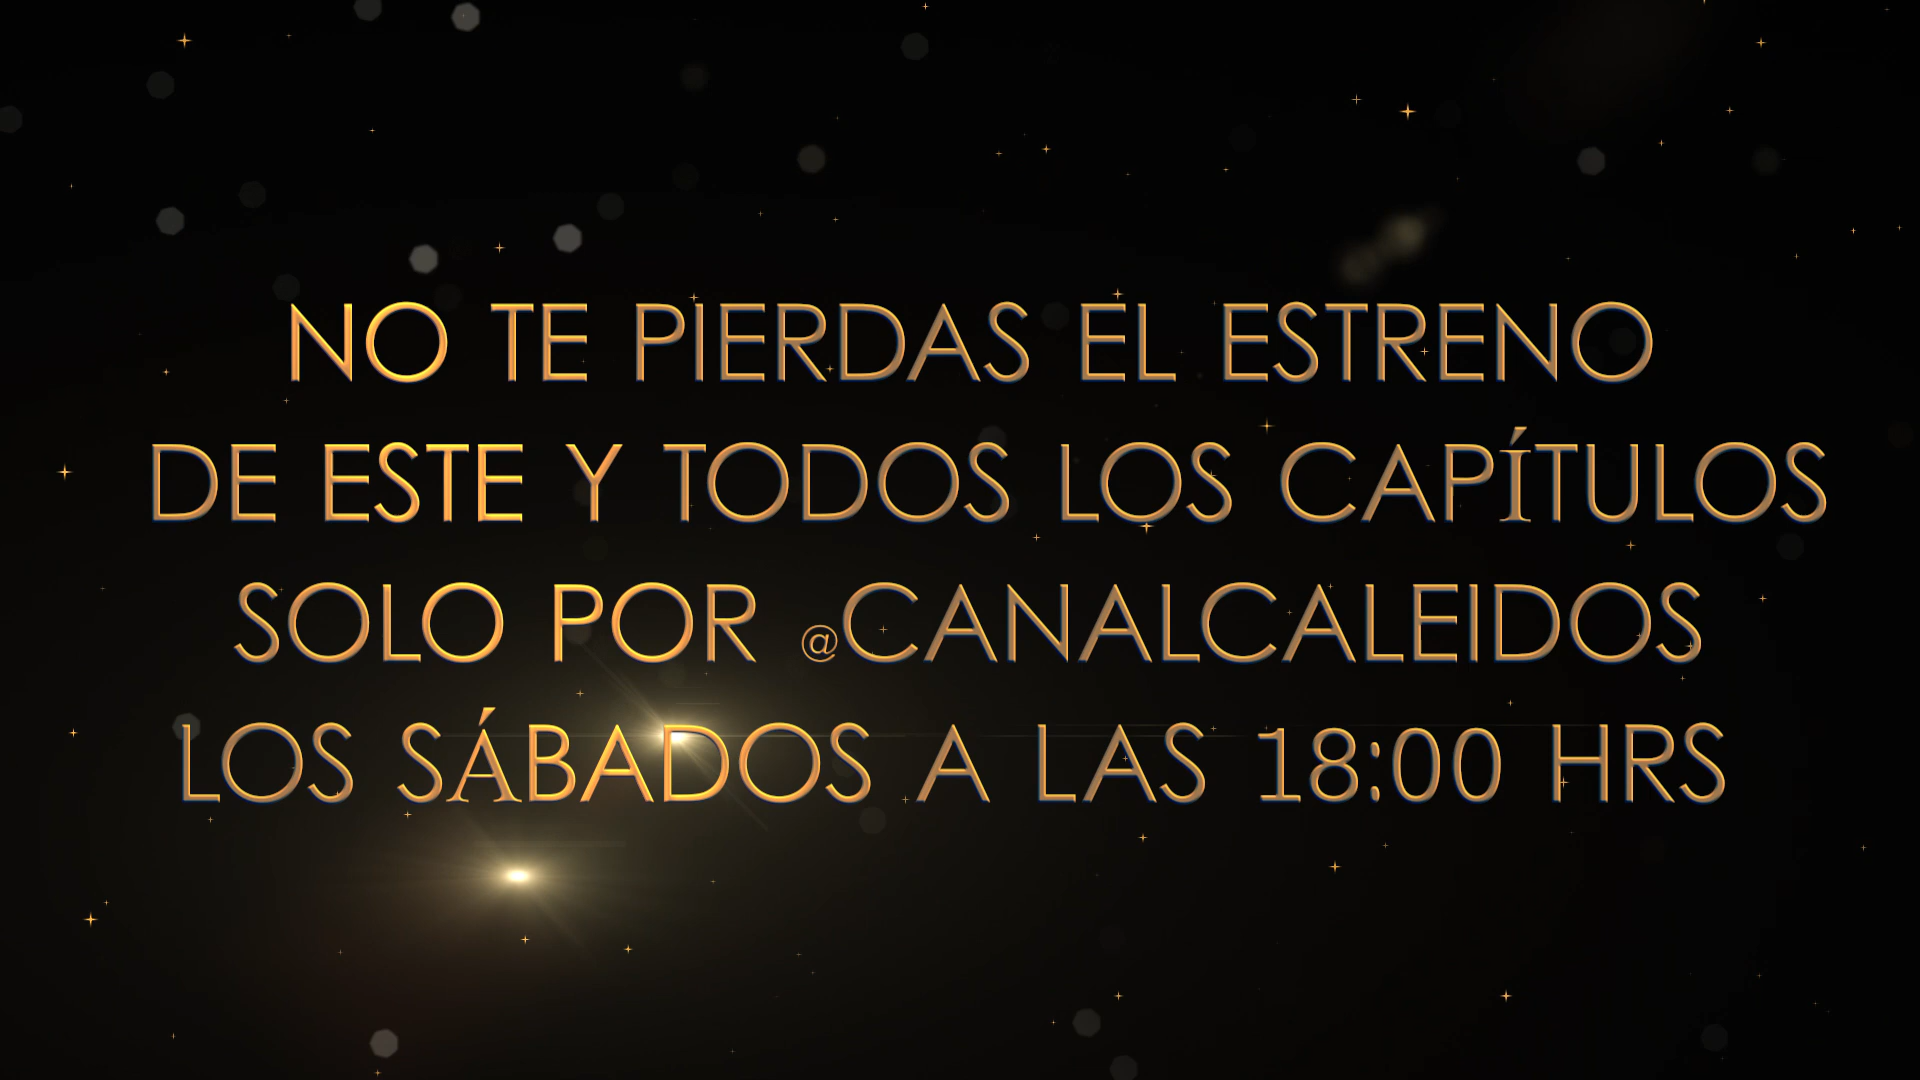 NO TE PIERDAS EL ESTRENO
DE ESTE Y TODOS LOS CAPÍTULOS
SOLO POR @CANALCALEIDOS
LOS SÁBADOS A LAS 18:00 HRS